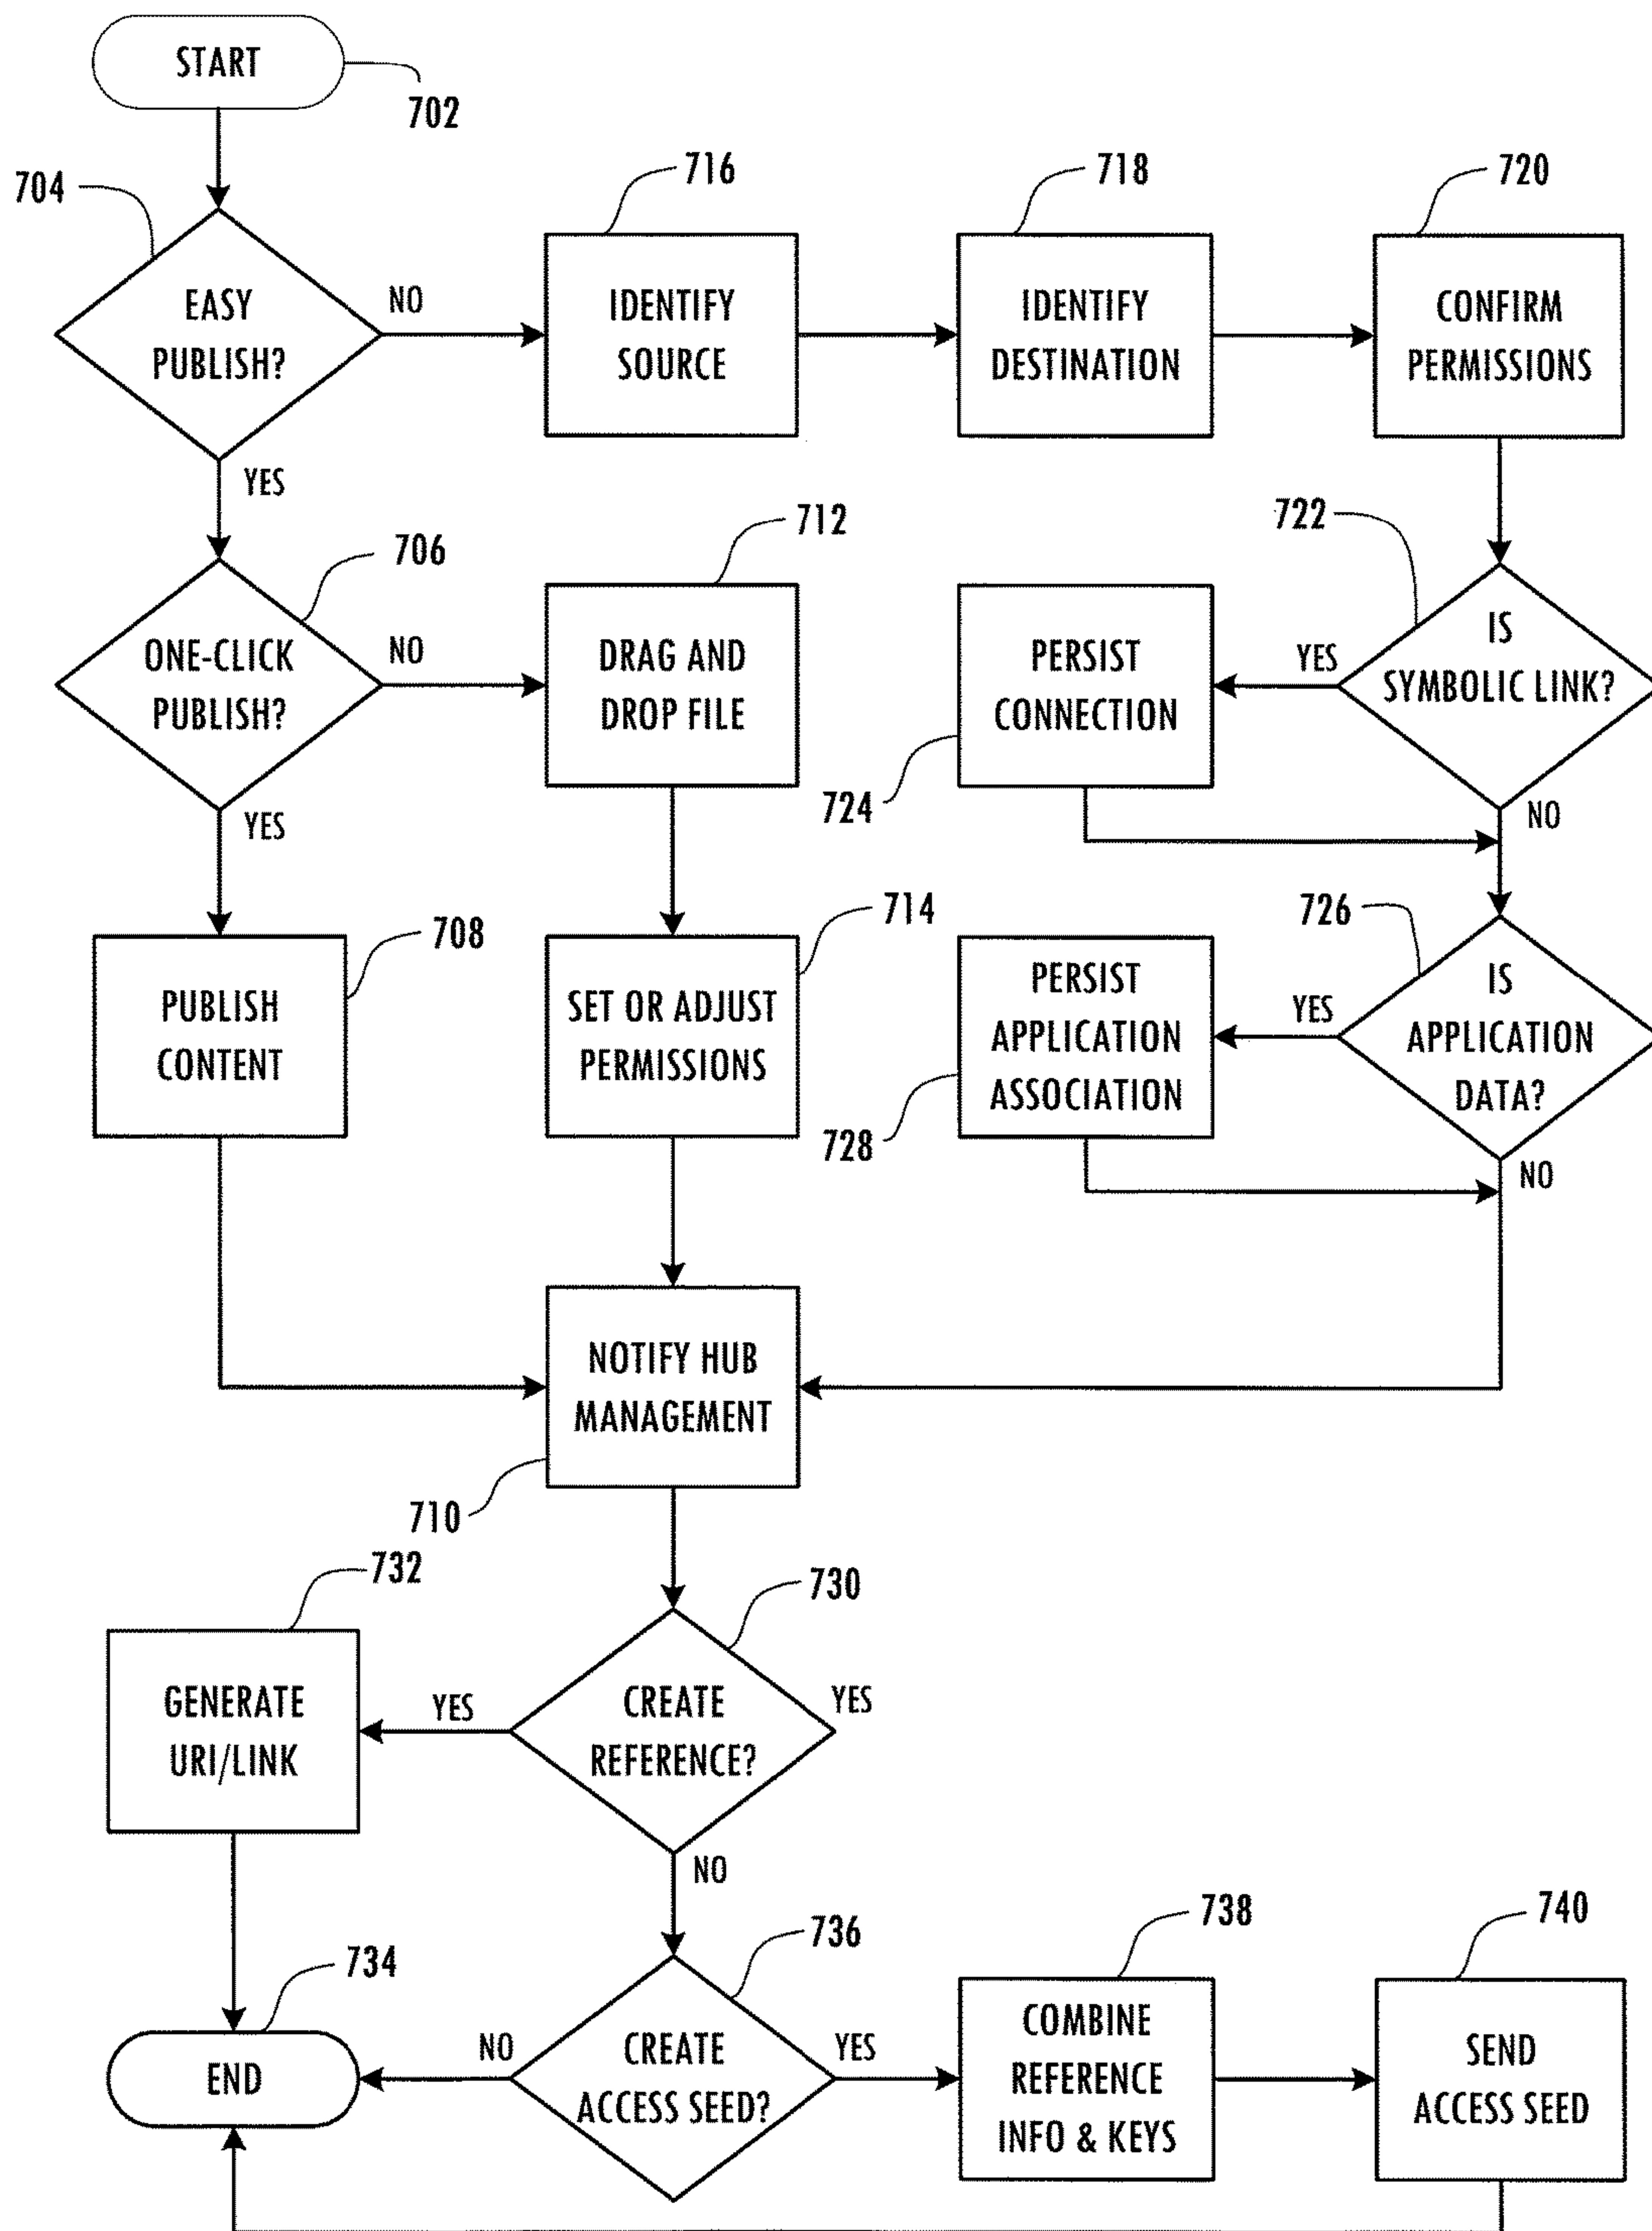 START
702
704
716
718
720
EASY
PUBLISH?
NO
YES
IDENTIFY
SOURCE
IDENTIFY
DESTINATION
CONFIRM
PERMISSIONS
706
712
722
ONE-CLICK
PUBLISH?
NO
YES
DRAG AND
DROP FILE
PERSIST
CONNECTION
724
YES
IS
SYMBOLIC LINK?
NO
708
714
726
PUBLISH
CONTENT
SET OR ADJUST
PERMISSIONS
PERSIST
APPLICATION
ASSOCIATION
728
YES
IS
APPLICATION
DATA?
NO
NOTIFY HUB
MANAGEMENT
710
732
730
GENERATE
URI/LINK
YES
CREATE
REFERENCE?
YES
NO
734
736
738
740
END
NO
CREATE
ACCESS SEED?
YES
COMBINE
REFERENCE
INFO & KEYS
SEND
ACCESS SEED